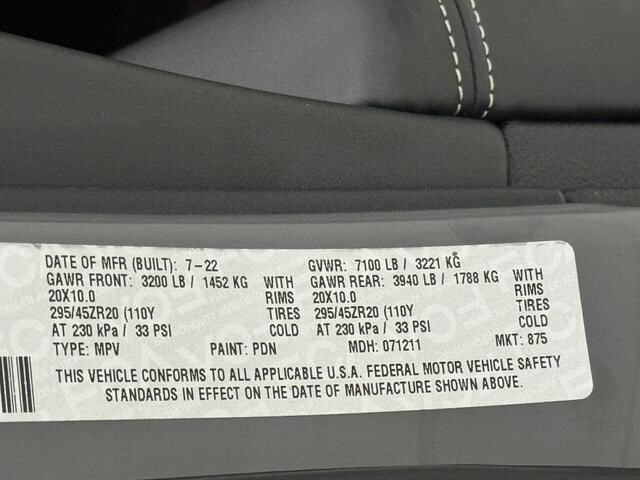 DATE OF MFR (BUILT): 7-22 GVWR: 7100 LB / 3221 KG
GAWR FRONT: 3200 LB / 1452 KG WITH GAWR REAR: 3940 LB / 1788 KG WITH
20X10.0 RIMS 20X10.0 RIMS
295/45ZR20 (110Y TIRES 295/45ZR20 (110Y TIRES
AT 230 kPa / 33 PSI COLD AT 230 kPa / 33 PSI COLD
TYPE: MPV PAINT: PDN MDH: 071211 MKT: 875
THIS VEHICLE CONFORMS TO ALL APPLICABLE U.S.A. FEDERAL MOTOR VEHICLE SAFETY
STANDARDS IN EFFECT ON THE DATE OF MANUFACTURE SHOWN ABOVE.